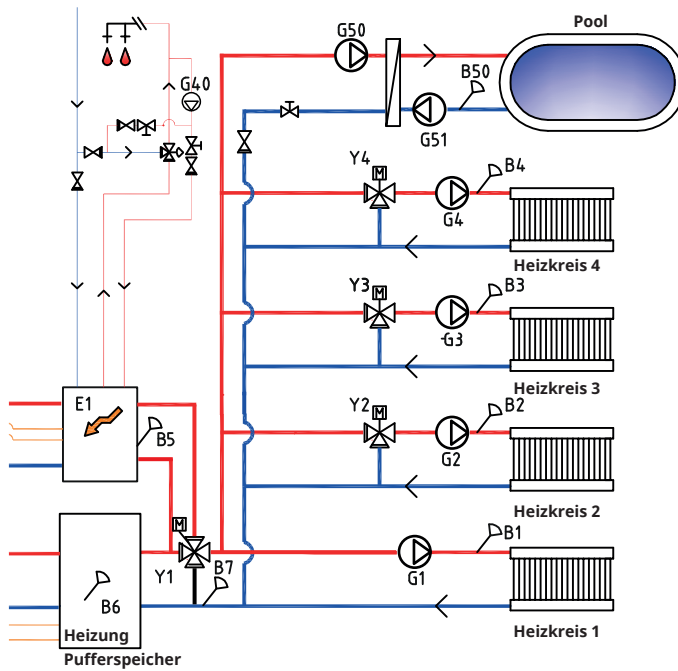 G50
Pool
G40
B50
G51
Y4
B4
G4
Heizkreis 4
Y3
B3
G3
Heizkreis 3
E1
Y2
B2
B5
G2
Heizkreis 2
M
M
M
M
B1
Y1
B7
G1
B6
Heizung
Heizkreis 1
Pufferspeicher